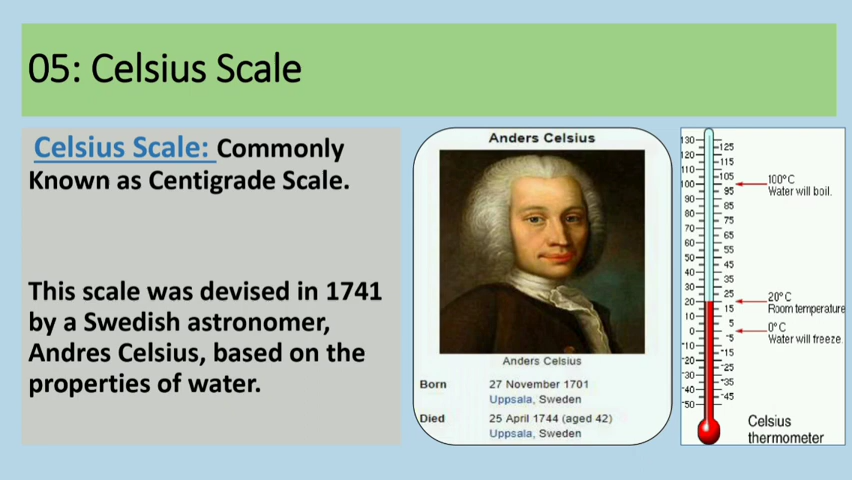 05: Celsius Scale
Celsius Scale: Commonly
Known as Centigrade Scale.
This scale was devised in 1741
by a Swedish astronomer,
Andres Celsius, based on the
properties of water.
Anders Celsius
Anders Celsius
Born 27 November 1701
Uppsala, Sweden
Died 25 April 1744 (aged 42)
Uppsala, Sweden
130
125
120
115
110
105
100
95
90
85
80
75
70
65
60
55
50
45
40
35
30
25
20
15
10
5
0
-5
-10
-15
-20
-25
-30
-35
-40
-45
-50
100°C
Water will boil.
20°C
Room temperature
0°C
Water will freeze.
Celsius
thermometer